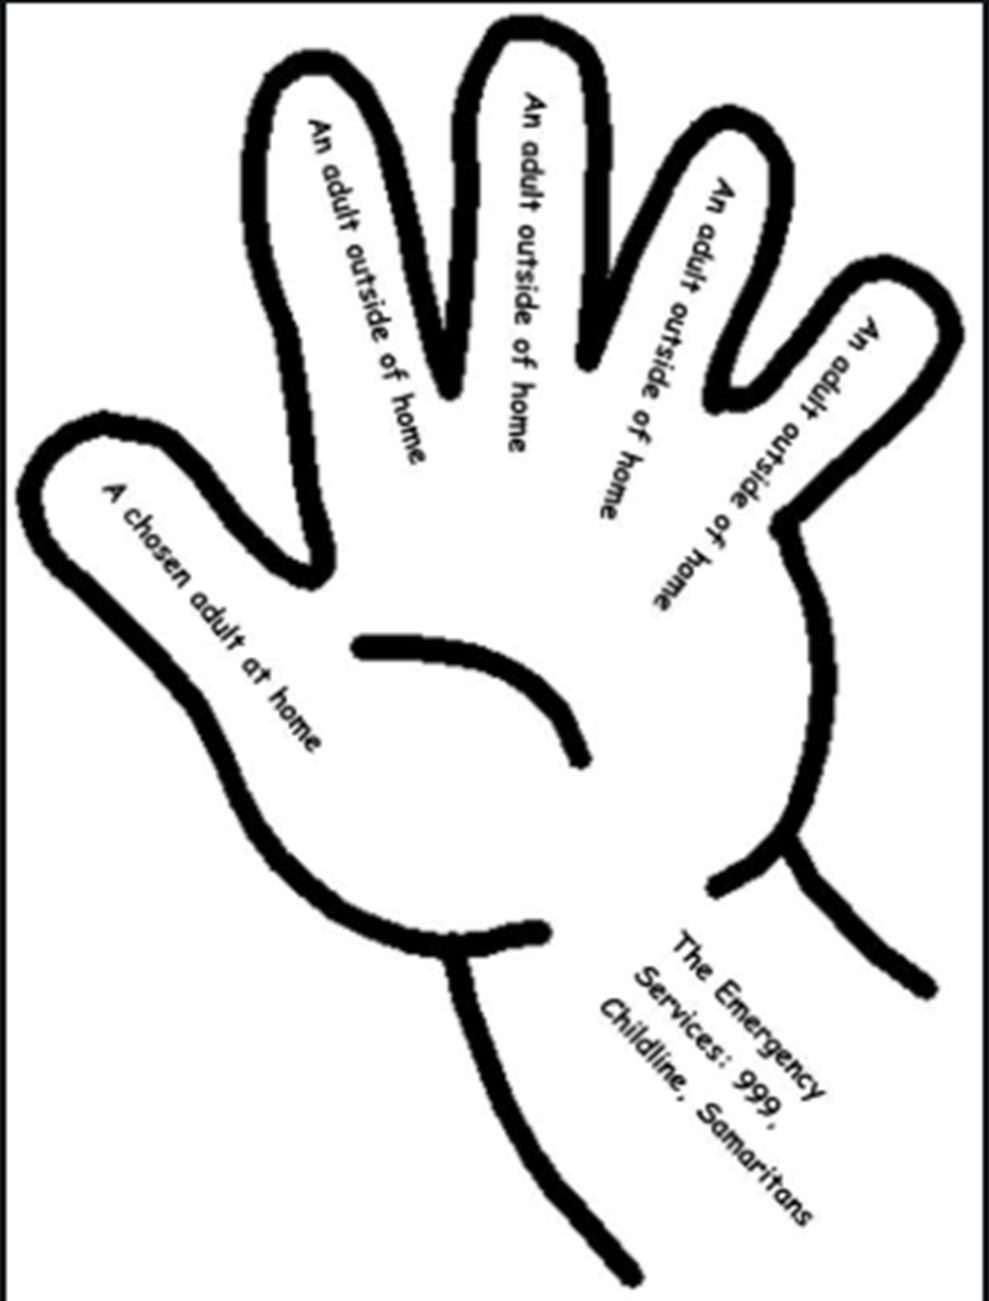 A chosen adult at home
An adult outside of home
An adult outside of home
An adult outside of home
An adult outside of home
The Emergency
Services: 999,
Childline, Samaritans